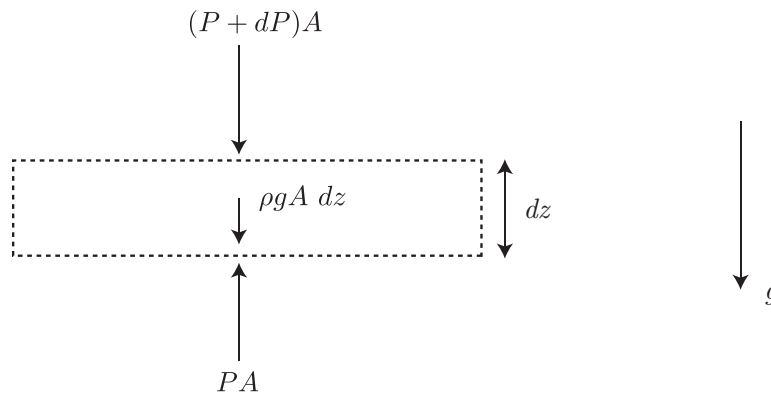 (P + dP)A
ρgA dz
dz
g
PA